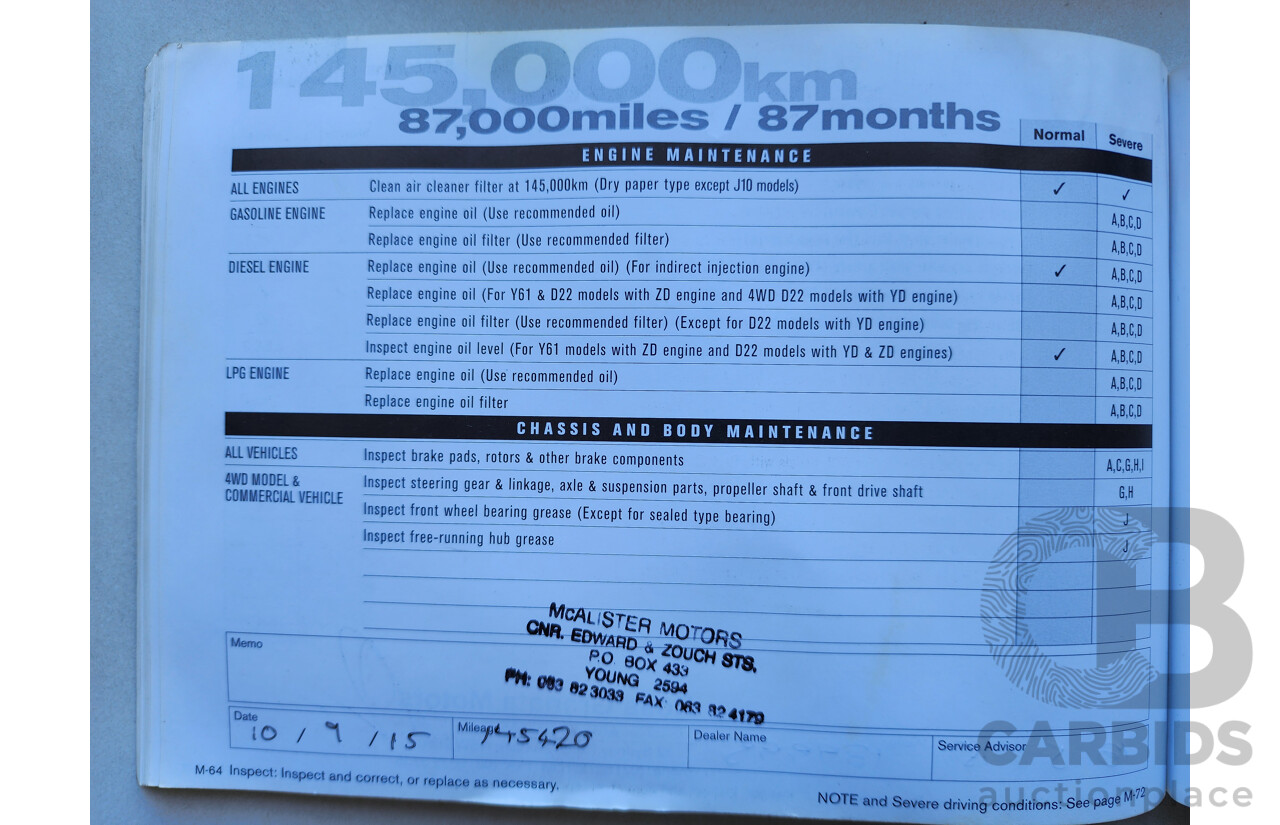 145,000km
87,000miles / 87months
Normal Severe
ENGINE MAINTENANCE
ALL ENGINES Clean air cleaner filter at 145,000km (Dry paper type except J10 models) ✓ ✓
GASOLINE ENGINE Replace engine oil (Use recommended oil) A,B,C,D
Replace engine oil filter (Use recommended filter) A,B,C,D
DIESEL ENGINE Replace engine oil (Use recommended oil) (For indirect injection engine) ✓ A,B,C,D
Replace engine oil (For Y61 & D22 models with ZD engine and 4WD D22 models with YD engine) A,B,C,D
Replace engine oil filter (Use recommended filter) (Except for D22 models with YD engine) A,B,C,D
Inspect engine oil level (For Y61 models with ZD engine and D22 models with YD & ZD engines) ✓ A,B,C,D
LPG ENGINE Replace engine oil (Use recommended oil) A,B,C,D
Replace engine oil filter A,B,C,D
CHASSIS AND BODY MAINTENANCE
ALL VEHICLES Inspect brake pads, rotors & other brake components A,C,G,H,I
4WD MODEL & Inspect steering gear & linkage, axle & suspension parts, propeller shaft & front drive shaft G,H
COMMERCIAL VEHICLE Inspect front wheel bearing grease (Except for sealed type bearing) J
Inspect free-running hub grease J
McALISTER MOTORS
CNR. EDWARD & ZOUCH STS.
P.O. BOX 433
YOUNG 2594
PH: 063 823033 FAX 063 824179
Memo
Date 10 / 9 / 15 Mileage 145420 Dealer Name Service Advisor
M-64 Inspect: Inspect and correct, or replace as necessary.
NOTE and Severe driving conditions: See page M-72
CB
CARBIDS
auctionplace